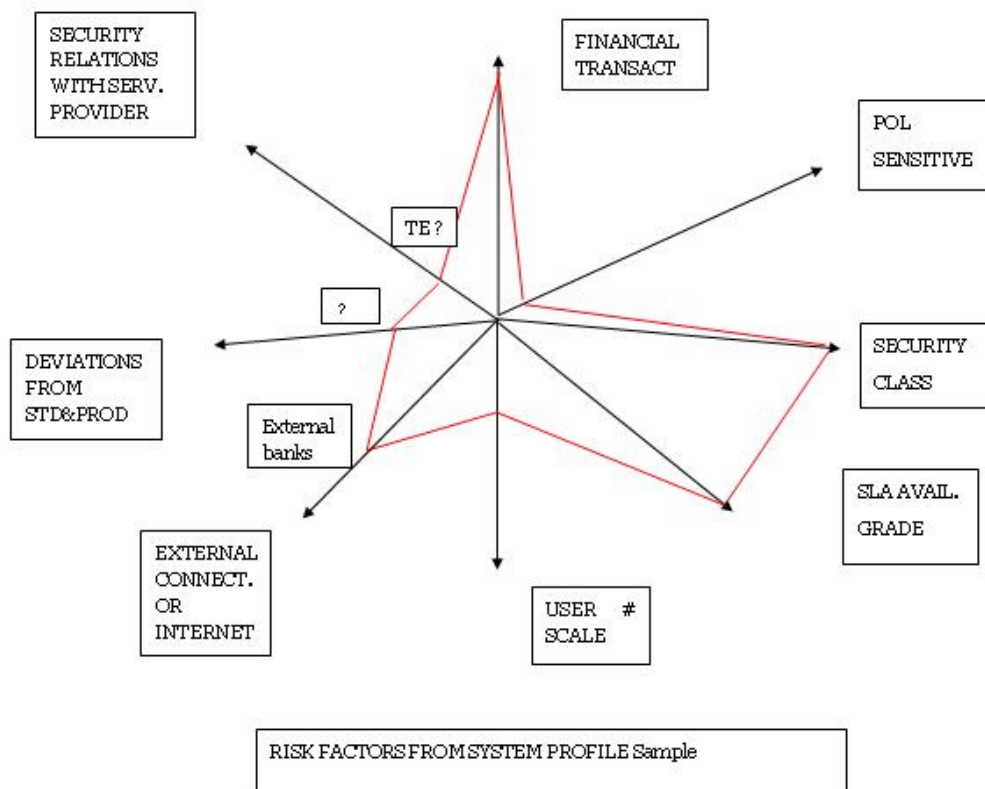 SECURITY
RELATIONS
WITH SERV.
PROVIDER
FINANCIAL
TRANSACT
POL
SENSITIVE
TE ?
?
DEVIATIONS
FROM
STD&PROD
SECURITY
CLASS
External
banks
SLA AVAIL.
GRADE
EXTERNAL
CONNECT.
OR
INTERNET
USER #
SCALE
RISK FACTORS FROM SYSTEM PROFILE Sample